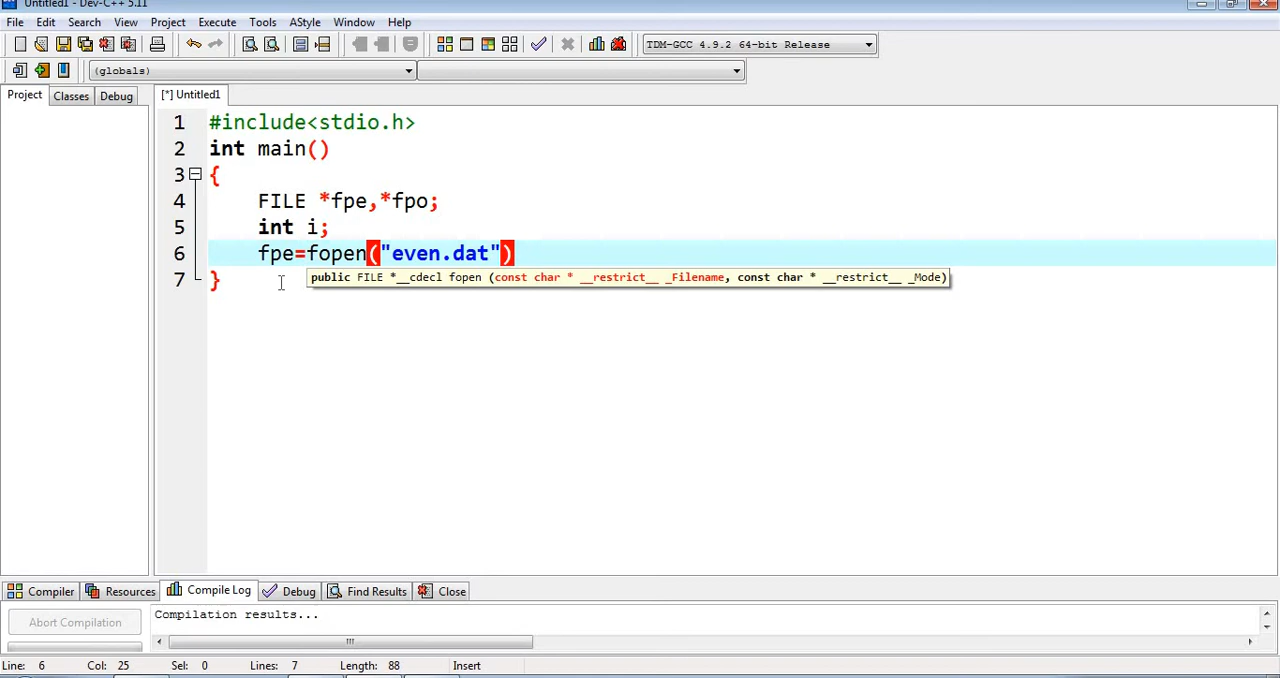 Untitled1 - Dev-C++ 5.11
File Edit Search View Project Execute Tools AStyle Window Help
TDM-GCC 4.9.2 64-bit Release
(globals)
Project Classes Debug [*] Untitled1
1 #include<stdio.h>
2 int main()
3 {
4 FILE *fpe,*fpo;
5 int i;
6 fpe=fopen("even.dat")
public FILE *__cdecl fopen (const char * __restrict__ _Filename, const char * __restrict__ _Mode)
7 }
Compiler Resources Compile Log Debug Find Results Close
Compilation results...
Abort Compilation
Line: 6 Col: 25 Sel: 0 Lines: 7 Length: 88 Insert